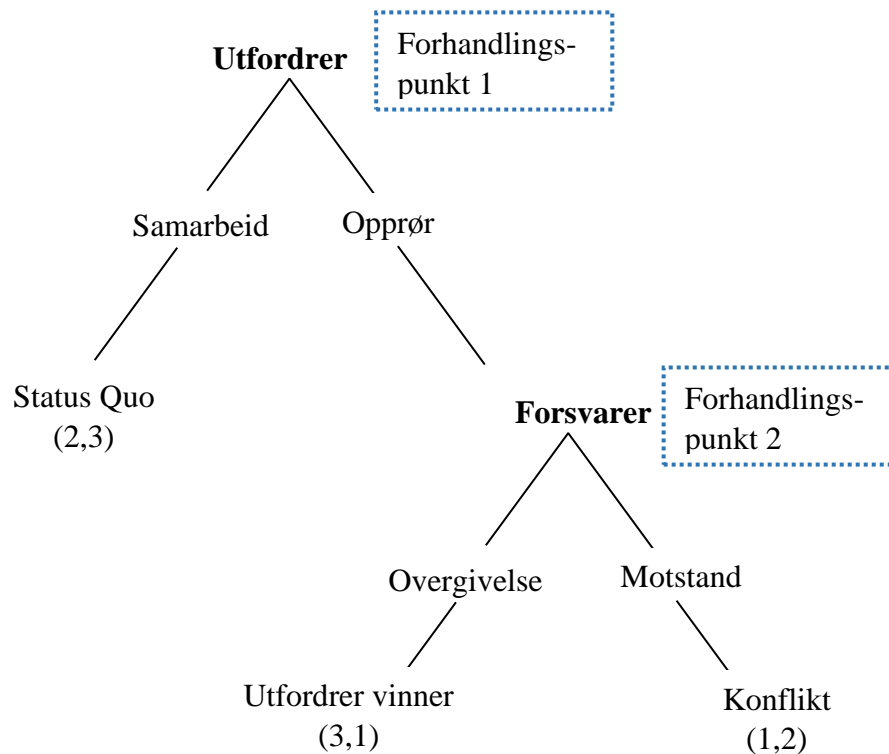 Utfordrer
Forhandlings-
punkt 1
Samarbeid
Opprør
Status Quo
(2,3)
Forsvarer
Forhandlings-
punkt 2
Overgivelse
Motstand
Utfordrer vinner
(3,1)
Konflikt
(1,2)